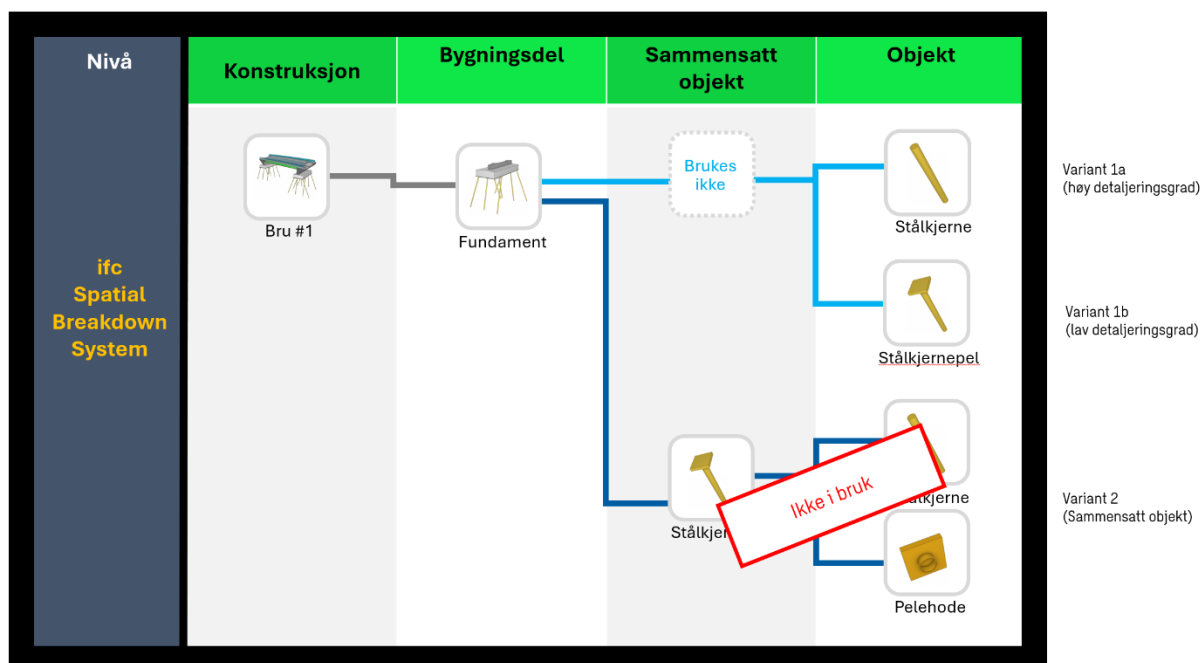 Nivå
Konstruksjon
Bygningsdel
Sammensatt
objekt
Objekt
ifc
Spatial
Breakdown
System
Bru #1
Fundament
Brukes
ikke
Stålkjerne
Variant 1a
(høy detaljeringsgrad)
Stålkjernepel
Variant 1b
(lav detaljeringsgrad)
Ikke i bruk
Pelehode
Variant 2
(Sammensatt objekt)